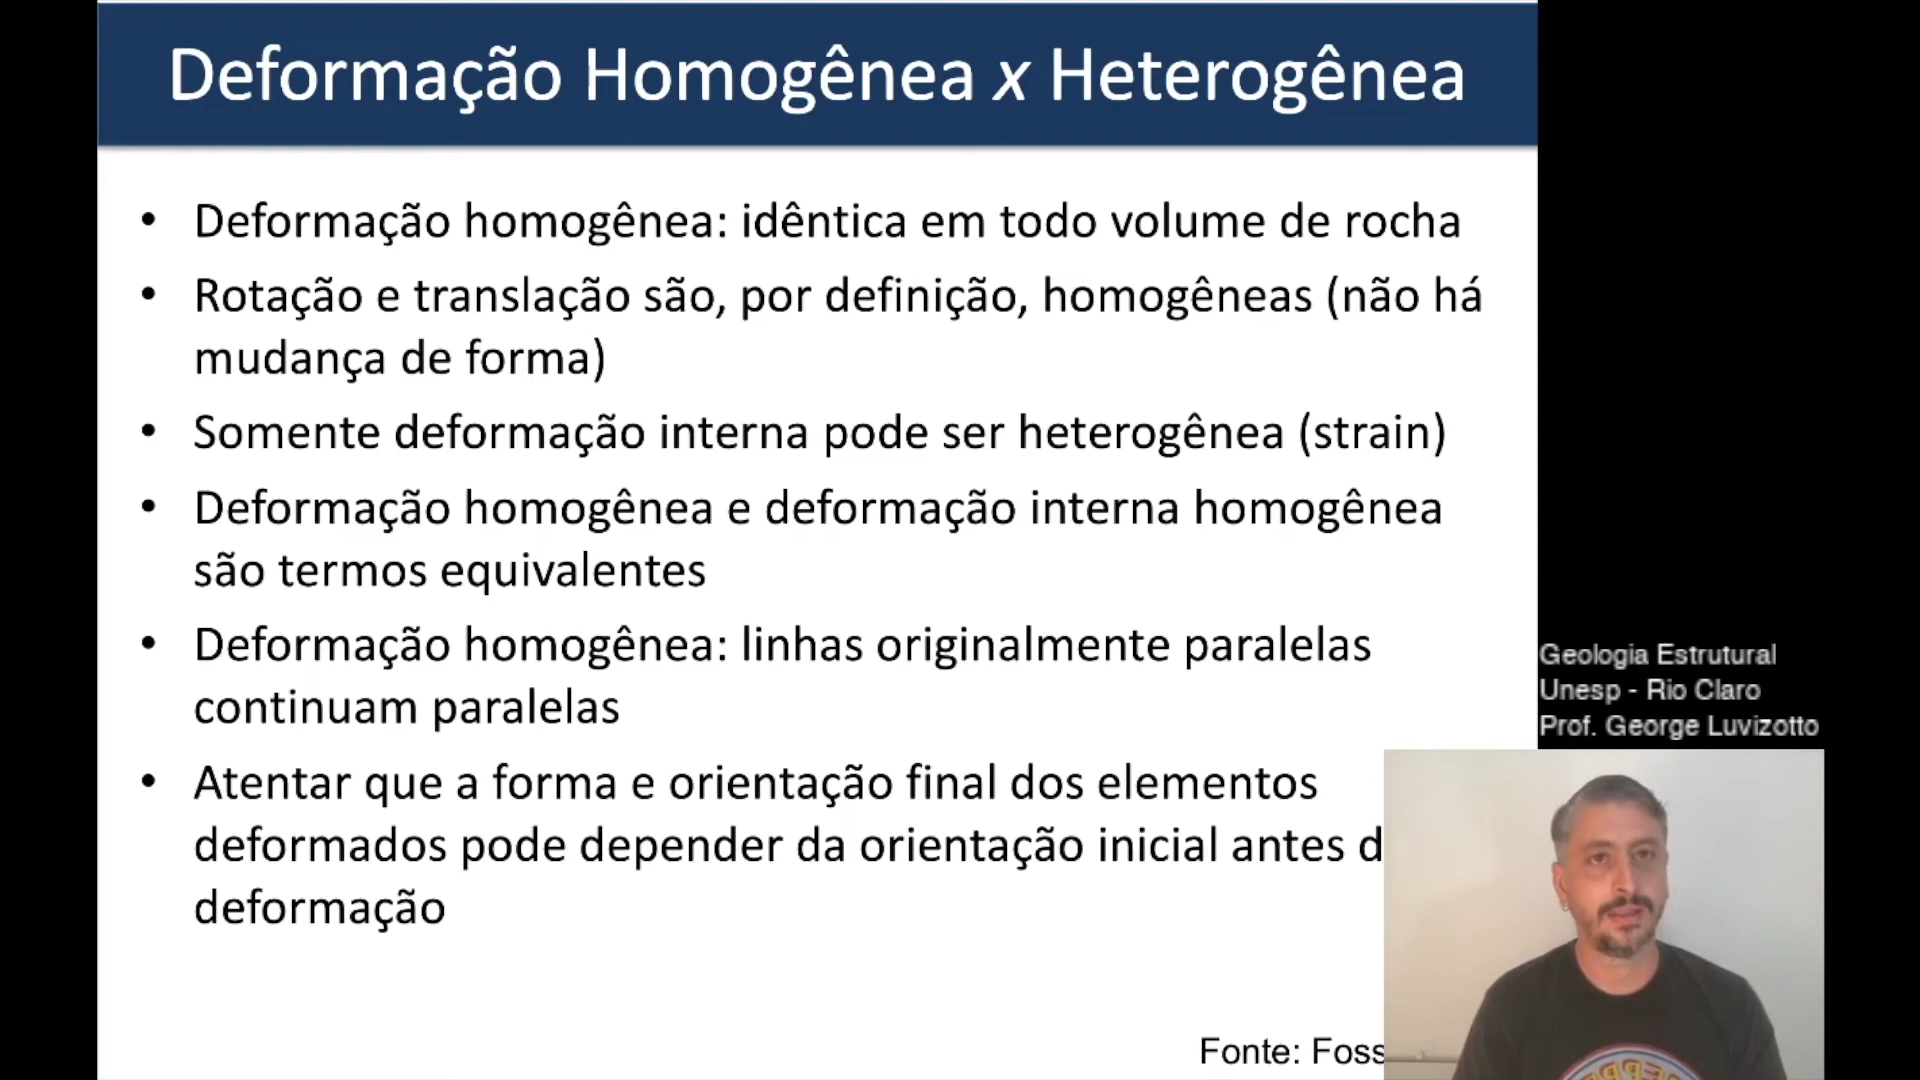 Deformação Homogênea x Heterogênea
• Deformação homogênea: idêntica em todo volume de rocha
• Rotação e translação são, por definição, homogêneas (não há
mudança de forma)
• Somente deformação interna pode ser heterogênea (strain)
• Deformação homogênea e deformação interna homogênea
são termos equivalentes
• Deformação homogênea: linhas originalmente paralelas
continuam paralelas
• Atentar que a forma e orientação final dos elementos
deformados pode depender da orientação inicial antes d
deformação
Fonte: Foss
Geologia Estrutural
Unesp - Rio Claro
Prof. George Luvizotto